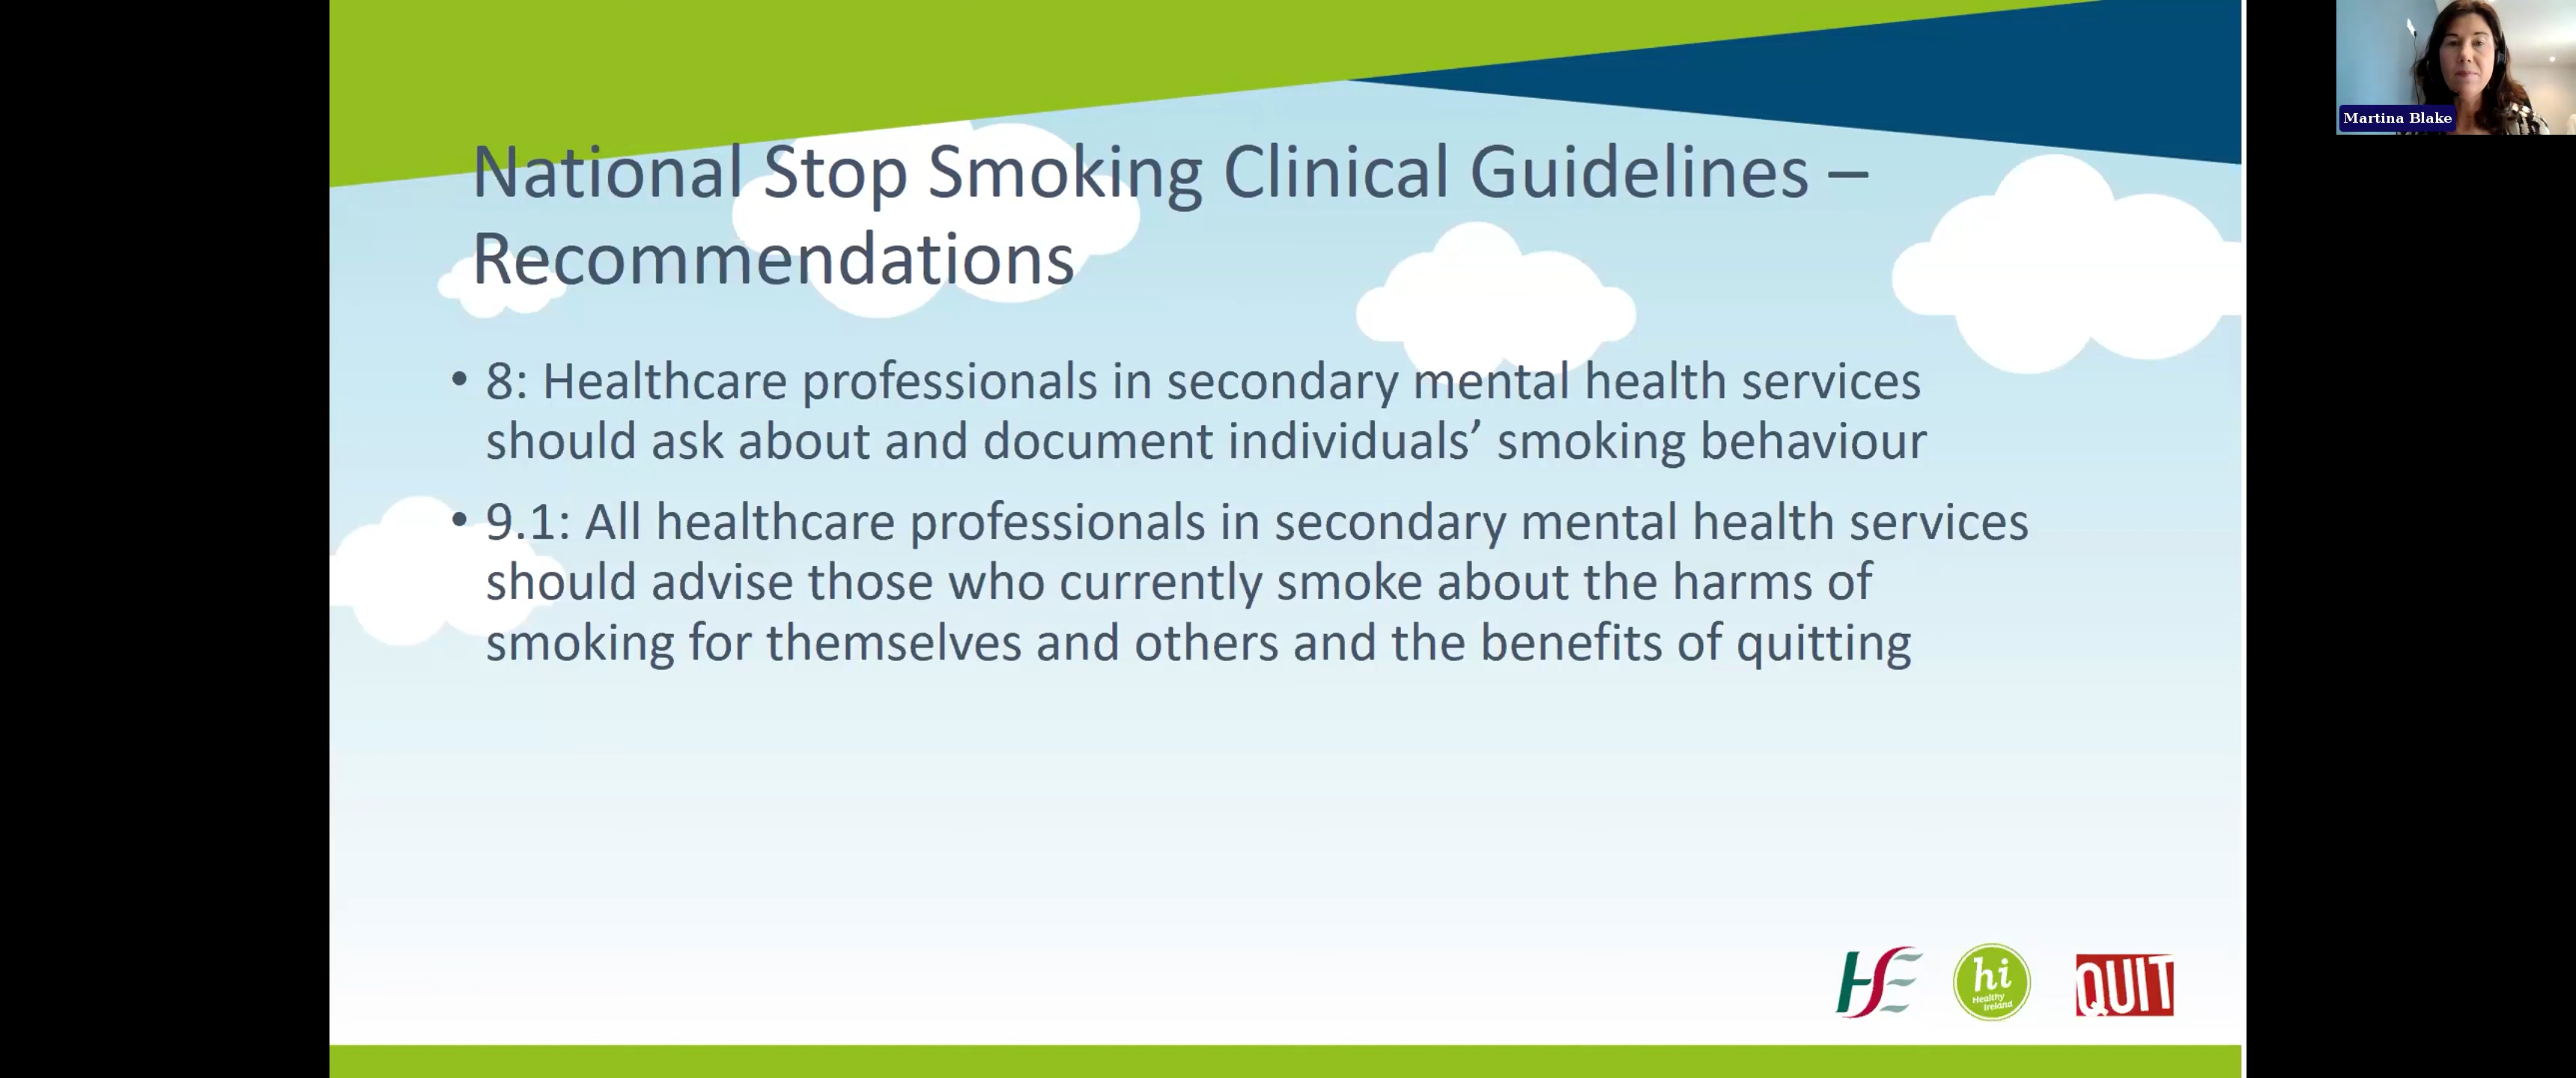 National Stop Smoking Clinical Guidelines –
Recommendations
• 8: Healthcare professionals in secondary mental health services
should ask about and document individuals’ smoking behaviour
• 9.1: All healthcare professionals in secondary mental health services
should advise those who currently smoke about the harms of
smoking for themselves and others and the benefits of quitting
Martina Blake
HSE
hi
Healthy
Ireland
QUIT